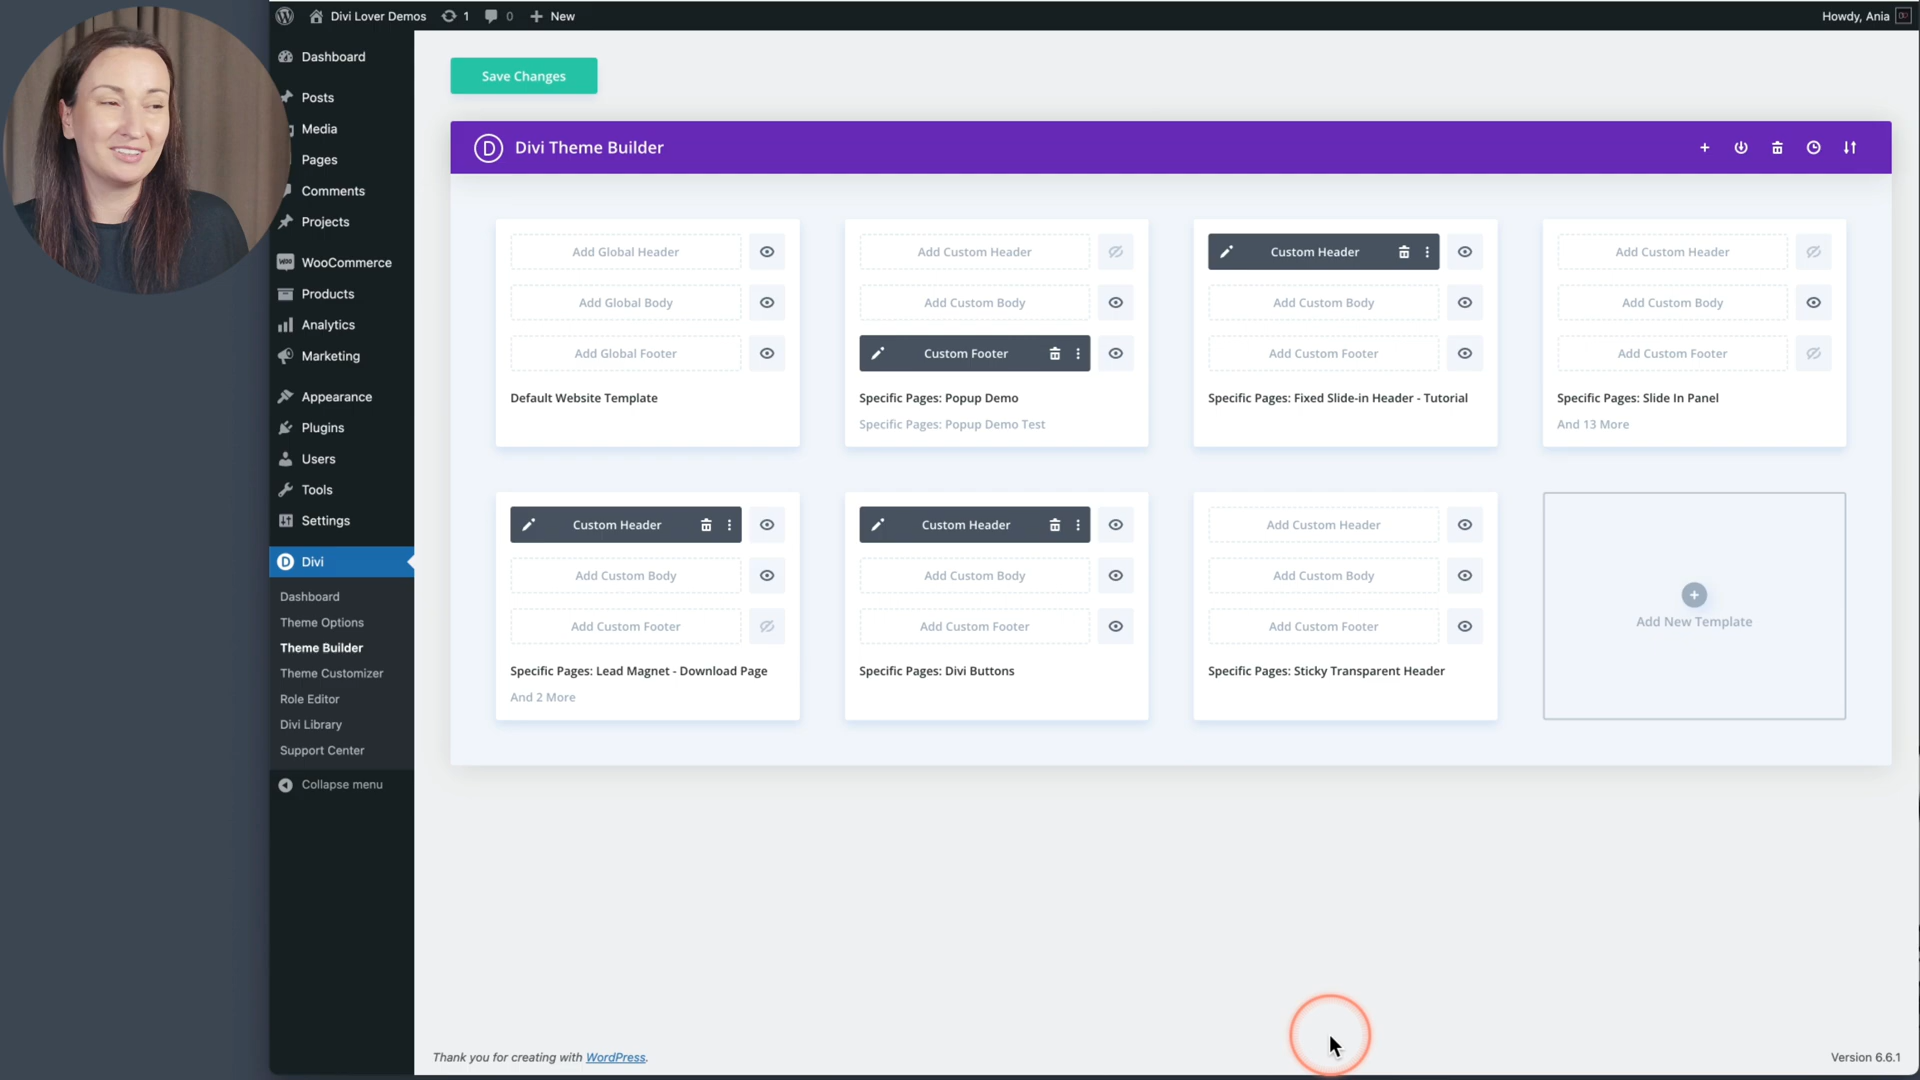 Divi Lover Demos 1 0 New
Howdy, Ania
Dashboard
Posts
Media
Pages
Comments
Projects
WooCommerce
Products
Analytics
Marketing
Appearance
Plugins
Users
Tools
Settings
Divi
Dashboard
Theme Options
Theme Builder
Theme Customizer
Role Editor
Divi Library
Support Center
Collapse menu
Save Changes
D Divi Theme Builder
Add Global Header
Add Global Body
Add Global Footer
Default Website Template
Add Custom Header
Add Custom Body
Custom Footer
Specific Pages: Popup Demo
Specific Pages: Popup Demo Test
Custom Header
Add Custom Body
Add Custom Footer
Specific Pages: Fixed Slide-in Header - Tutorial
Add Custom Header
Add Custom Body
Add Custom Footer
Specific Pages: Slide In Panel
And 13 More
Custom Header
Add Custom Body
Add Custom Footer
Specific Pages: Lead Magnet - Download Page
And 2 More
Custom Header
Add Custom Body
Add Custom Footer
Specific Pages: Divi Buttons
Add Custom Header
Add Custom Body
Add Custom Footer
Specific Pages: Sticky Transparent Header
Add New Template
Thank you for creating with WordPress.
Version 6.6.1